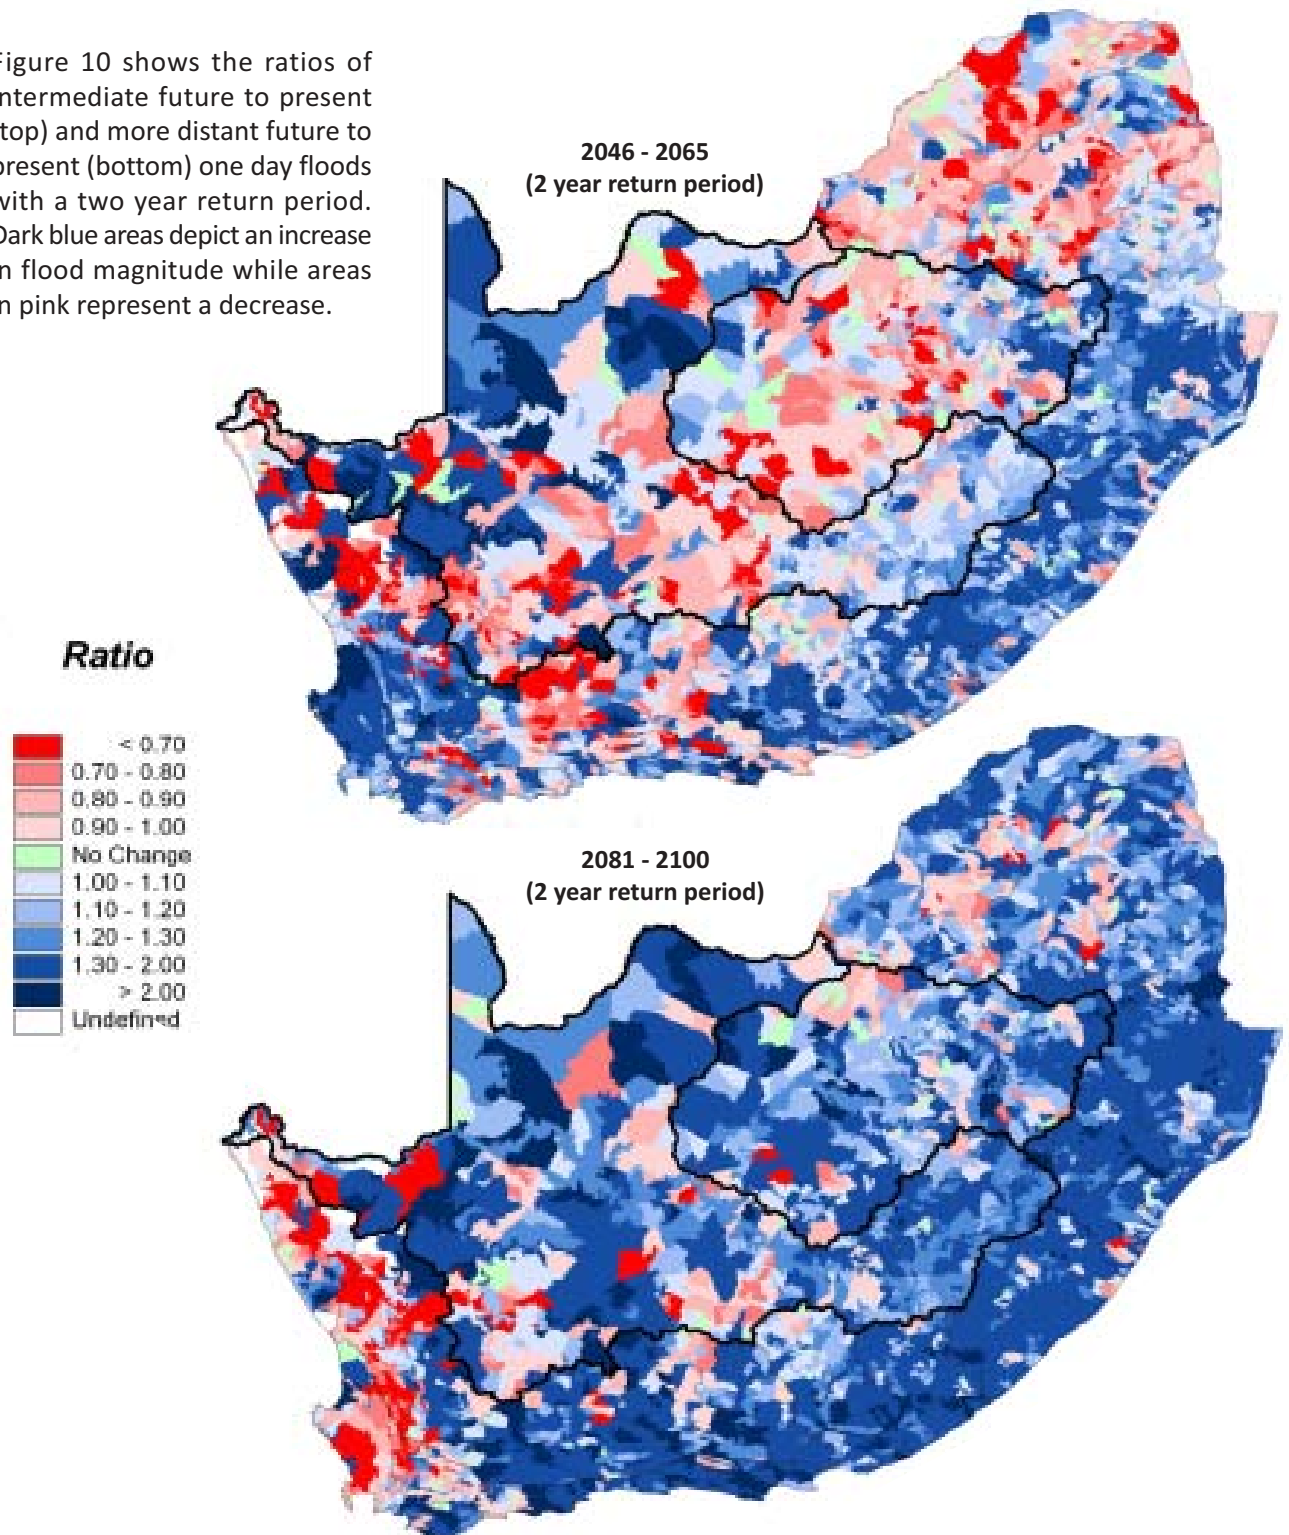 Figure 10 shows the ratios of
intermediate future to present
(top) and more distant future to
present (bottom) one day floods
with a two year return period.
Dark blue areas depict an increase
in flood magnitude while areas
in pink represent a decrease.
2046 - 2065
(2 year return period)
Ratio
< 0.70
0.70 - 0.80
0.80 - 0.90
0.90 - 1.00
No Change
1.00 - 1.10
1.10 - 1.20
1.20 - 1.30
1.30 - 2.00
> 2.00
Undefined
2081 - 2100
(2 year return period)